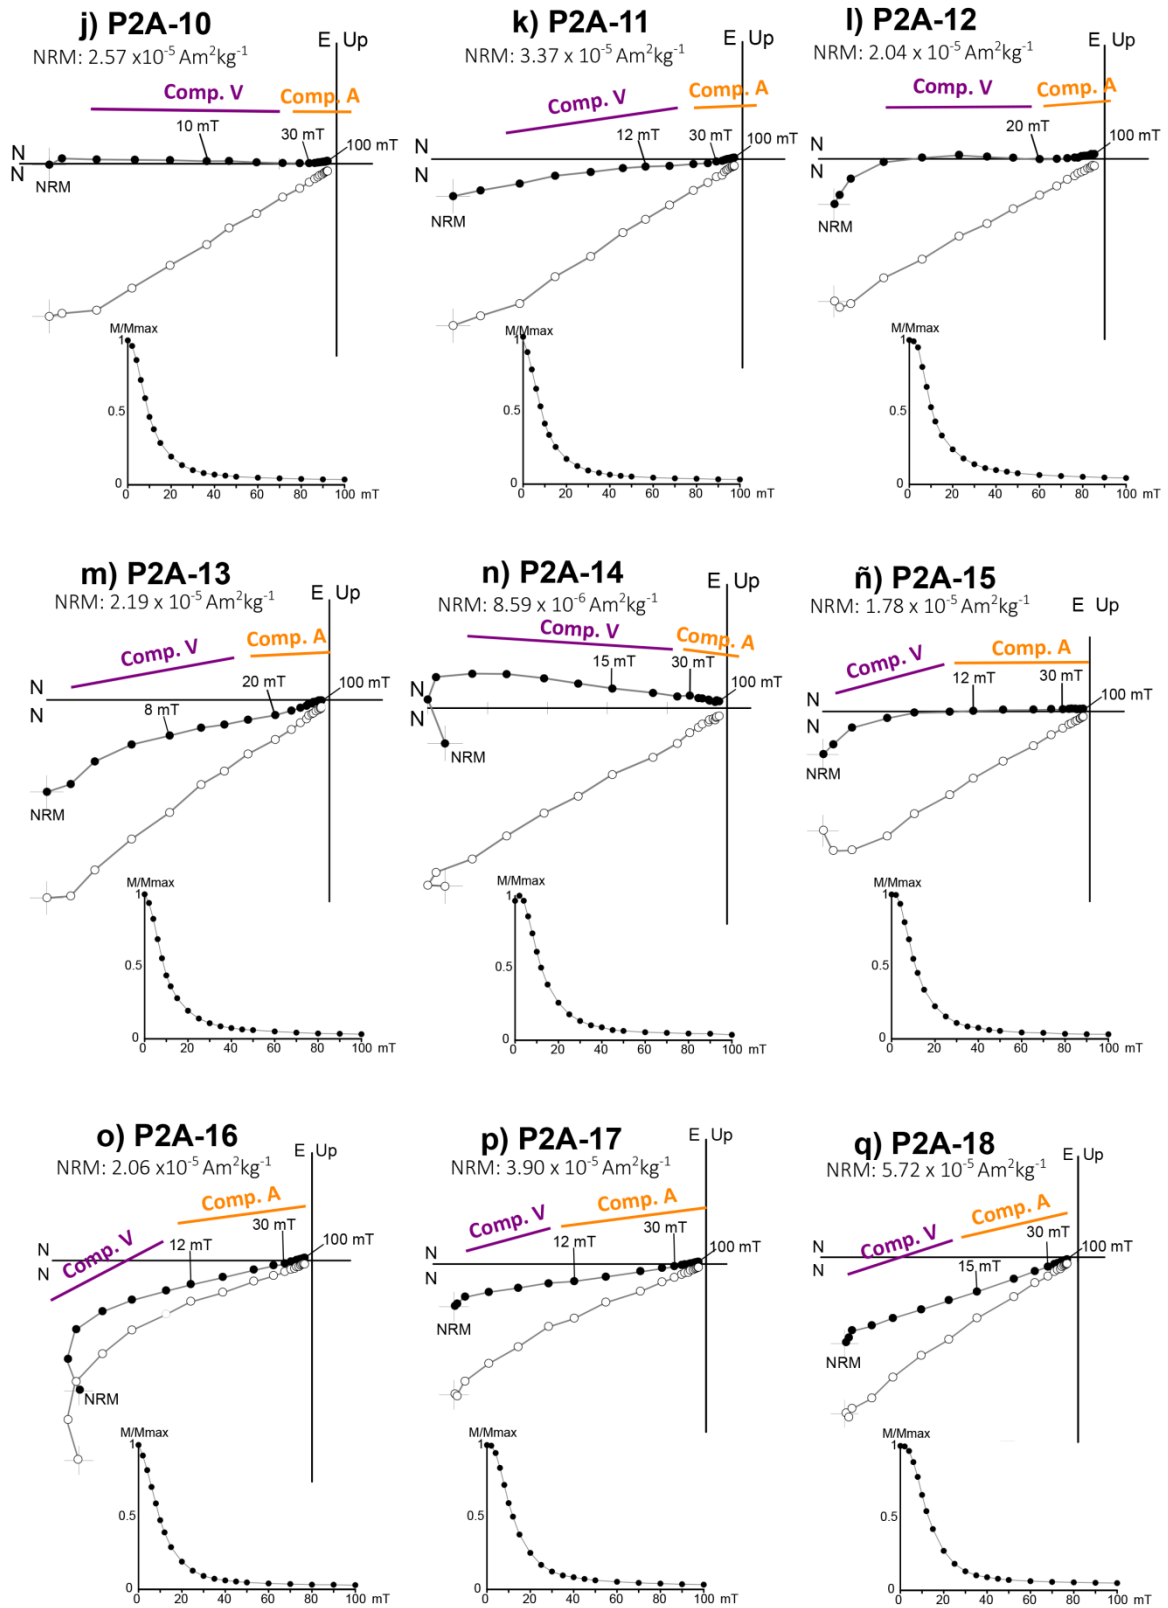 j) P2A-10
NRM: 2.57 x10⁻⁵ Am²kg⁻¹
E Up
Comp. V
Comp. A
10 mT
30 mT
100 mT
N
N
NRM
M/Mmax
1
0.5
0
0 20 40 60 80 100 mT
k) P2A-11
NRM: 3.37 x 10⁻⁵ Am²kg⁻¹
E Up
Comp. V
Comp. A
12 mT
30 mT
100 mT
N
N
NRM
M/Mmax
1
0.5
0
0 20 40 60 80 100 mT
l) P2A-12
NRM: 2.04 x 10⁻⁵ Am²kg⁻¹
E Up
Comp. V
Comp. A
20 mT
100 mT
N
N
NRM
M/Mmax
1
0.5
0
0 20 40 60 80 100 mT
m) P2A-13
NRM: 2.19 x 10⁻⁵ Am²kg⁻¹
E Up
Comp. V
Comp. A
8 mT
20 mT
100 mT
N
N
NRM
M/Mmax
1
0.5
0
0 20 40 60 80 100 mT
n) P2A-14
NRM: 8.59 x 10⁻⁶ Am²kg⁻¹
E Up
Comp. V
Comp. A
15 mT
30 mT
100 mT
N
N
NRM
M/Mmax
1
0.5
0
0 20 40 60 80 100 mT
ñ) P2A-15
NRM: 1.78 x 10⁻⁵ Am²kg⁻¹
E Up
Comp. V
Comp. A
12 mT
30 mT
100 mT
N
N
NRM
M/Mmax
1
0.5
0
0 20 40 60 80 100 mT
o) P2A-16
NRM: 2.06 x10⁻⁵ Am²kg⁻¹
E Up
Comp. V
Comp. A
12 mT
30 mT
100 mT
N
N
NRM
M/Mmax
1
0.5
0
0 20 40 60 80 100 mT
p) P2A-17
NRM: 3.90 x 10⁻⁵ Am²kg⁻¹
E Up
Comp. V
Comp. A
12 mT
30 mT
100 mT
N
N
NRM
M/Mmax
1
0.5
0
0 20 40 60 80 100 mT
q) P2A-18
NRM: 5.72 x 10⁻⁵ Am²kg⁻¹
E Up
Comp. V
Comp. A
15 mT
30 mT
100 mT
N
N
NRM
M/Mmax
1
0.5
0
0 20 40 60 80 100 mT